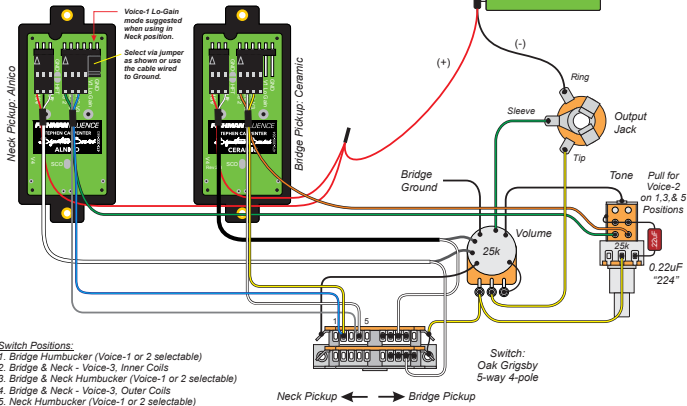 Voice-1 Lo-Gain
mode suggested
when using in
Neck position.
Select via jumper
as shown or use
the cable wired
to Ground.
Neck Pickup: Alnico
Bridge Pickup: Ceramic
STEPHEN CARPENTER
ALNICO
SCO
STEPHEN CARPENTER
SCO
(+)
(-)
Ring
Sleeve
Output
Jack
Tip
Bridge
Ground
Volume
25k
Tone
Pull for
Voice-2
on 1,3,& 5
Positions
25k
.22uF
0.22uF
“224”
1
5
Switch:
Oak Grigsby
5-way 4-pole
Neck Pickup
Bridge Pickup
Switch Positions:
1. Bridge Humbucker (Voice-1 or 2 selectable)
2. Bridge & Neck - Voice-3, Inner Coils
3. Bridge & Neck Humbucker (Voice-1 or 2 selectable)
4. Bridge & Neck - Voice-3, Outer Coils
5. Neck Humbucker (Voice-1 or 2 selectable)